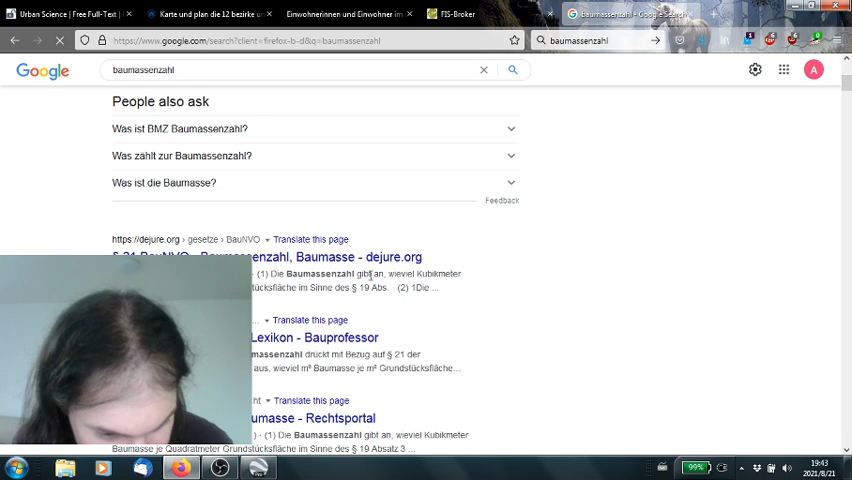 Urban Science | Free Full-Text |
Karte und plan die 12 bezirke un
Einwohnerinnen und Einwohner im
FIS-Broker
baumassenzahl - Google Search
https://www.google.com/search?client=firefox-b-d&q=baumassenzahl
baumassenzahl
Google
baumassenzahl
A
People also ask
Was ist BMZ Baumassenzahl?
Was zählt zur Baumassenzahl?
Was ist die Baumasse?
Feedback
https://dejure.org › gesetze › BauNVO Translate this page
§ 21 BauNVO - Baumassenzahl, Baumasse - dejure.org
(1) Die Baumassenzahl gibt an, wieviel Kubikmeter
stücksfläche im Sinne des § 19 Abs. · (2) 1Die ...
... Translate this page
Lexikon - Bauprofessor
massenzahl drückt mit Bezug auf § 21 der
aus, wieviel m³ Baumasse je m² Grundstücksfläche...
ht Translate this page
umasse - Rechtsportal
) · (1) Die Baumassenzahl gibt an, wieviel Kubikmeter
Baumasse je Quadratmeter Grundstücksfläche im Sinne des § 19 Absatz 3 ...
99%
19:43
2021/8/21